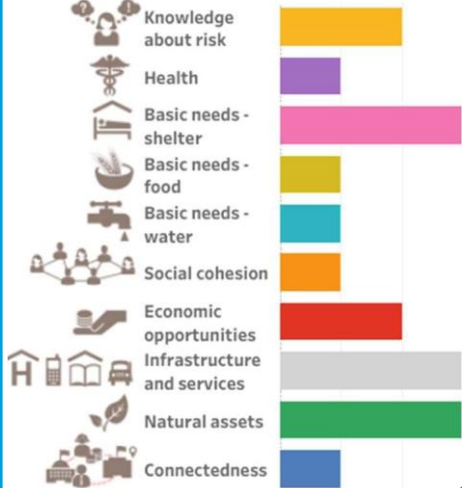 Knowledge
about risk
Health
Basic needs -
shelter
Basic needs -
food
Basic needs -
water
Social cohesion
Economic
opportunities
Infrastructure
and services
Natural assets
Connectedness